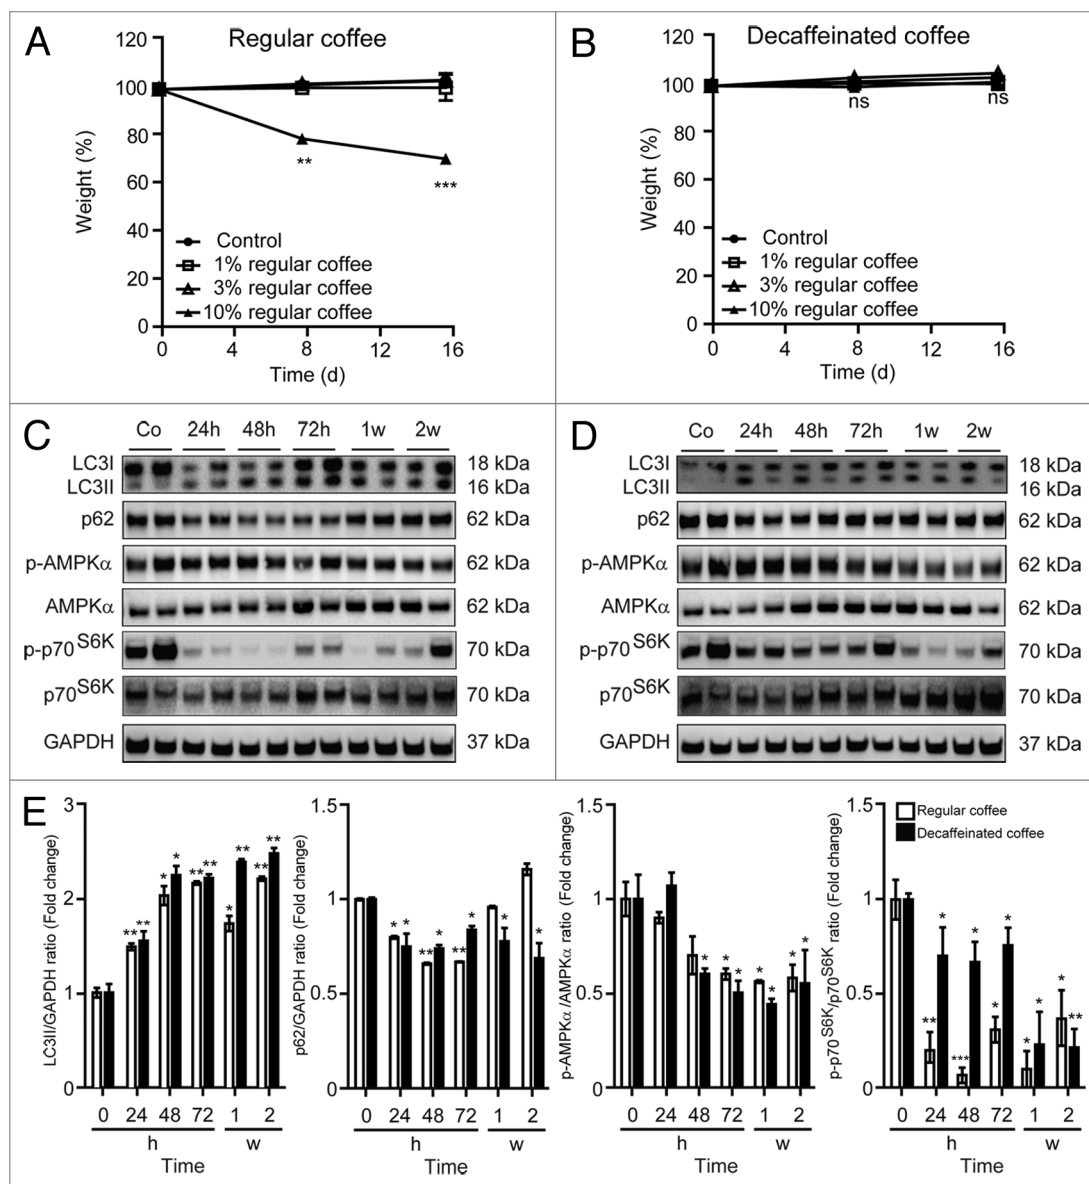 A
Regular coffee
120
100
80
60
40
20
0
Weight (%)
**
***
Control
1% regular coffee
3% regular coffee
10% regular coffee
0 4 8 12 16
Time (d)
B
Decaffeinated coffee
120
100
80
60
40
20
0
Weight (%)
ns
ns
Control
1% regular coffee
3% regular coffee
10% regular coffee
0 4 8 12 16
Time (d)
C
Co 24h 48h 72h 1w 2w
LC3I 18 kDa
LC3II 16 kDa
p62 62 kDa
p-AMPKα 62 kDa
AMPKα 62 kDa
p-p70S6K 70 kDa
p70S6K 70 kDa
GAPDH 37 kDa
D
Co 24h 48h 72h 1w 2w
LC3I 18 kDa
LC3II 16 kDa
p62 62 kDa
p-AMPKα 62 kDa
AMPKα 62 kDa
p-p70S6K 70 kDa
p70S6K 70 kDa
GAPDH 37 kDa
E
LC3II/GAPDH ratio (Fold change)
3
2
1
0
** ** * * ** ** * ** ** **
0 24 48 72 1 2
h w
Time
p62/GAPDH ratio (Fold change)
1.5
1
0.5
0
* * ** * ** * * *
0 24 48 72 1 2
h w
Time
p-AMPKα/AMPKα ratio (Fold change)
1.5
1
0.5
0
* * * * * * *
0 24 48 72 1 2
h w
Time
p-p70S6K/p70S6K ratio (Fold change)
1.5
1
0.5
0
Regular coffee
Decaffeinated coffee
** * *** * * * * * * **
0 24 48 72 1 2
h w
Time